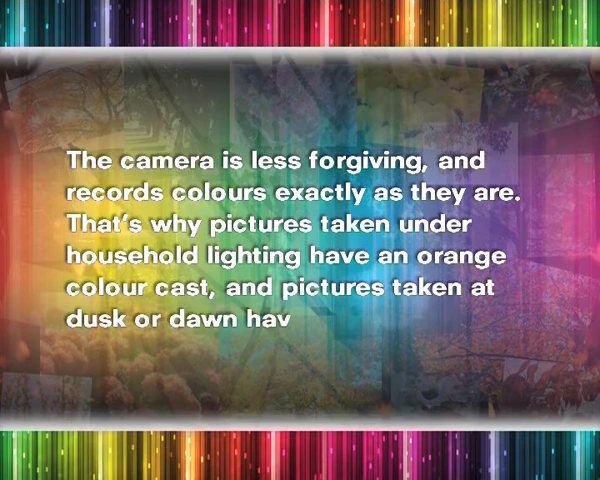 The camera is less forgiving, and
records colours exactly as they are.
That's why pictures taken under
household lighting have an orange
colour cast, and pictures taken at
dusk or dawn hav